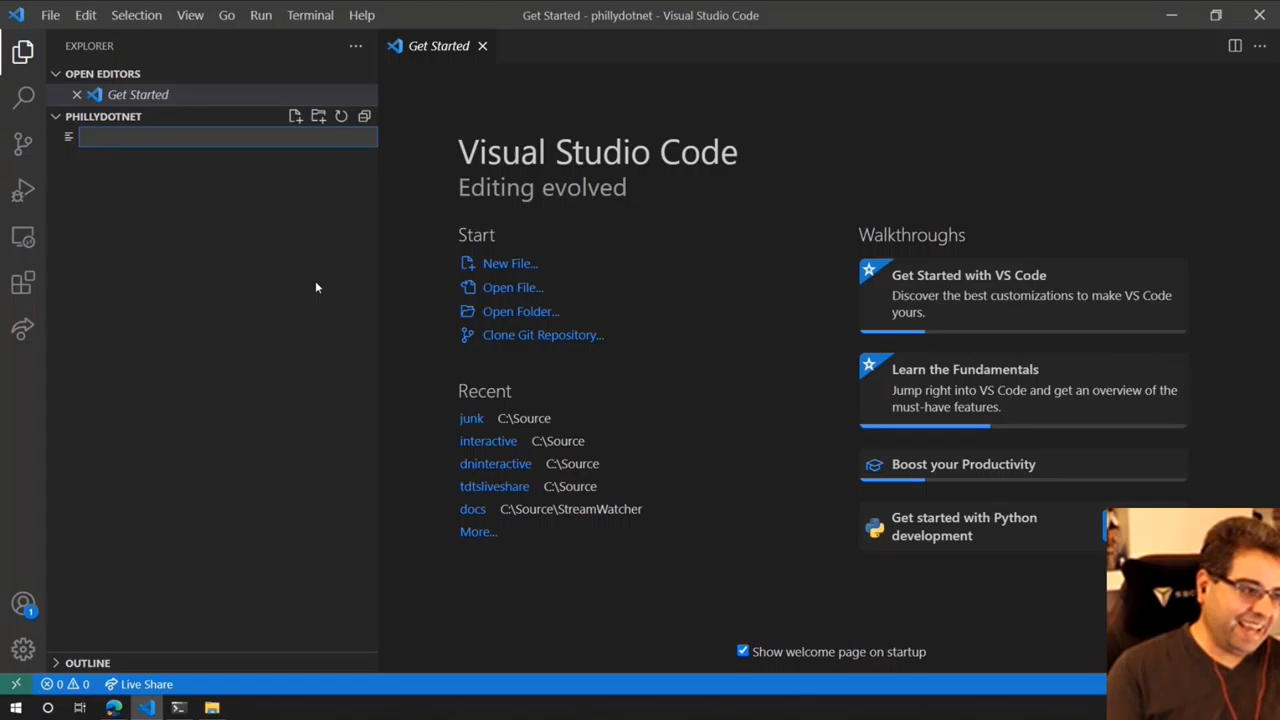 File Edit Selection View Go Run Terminal Help
Get Started - phillydotnet - Visual Studio Code
EXPLORER
Get Started
OPEN EDITORS
Get Started
PHILLYDOTNET
Visual Studio Code
Editing evolved
Start
New File...
Open File...
Open Folder...
Clone Git Repository...
Recent
junk C:\Source
interactive C:\Source
dninteractive C:\Source
tdtsliveshare C:\Source
docs C:\Source\StreamWatcher
More...
Walkthroughs
Get Started with VS Code
Discover the best customizations to make VS Code
yours.
Learn the Fundamentals
Jump right into VS Code and get an overview of the
must-have features.
Boost your Productivity
Get started with Python
development
Show welcome page on startup
1
OUTLINE
0 0 Live Share